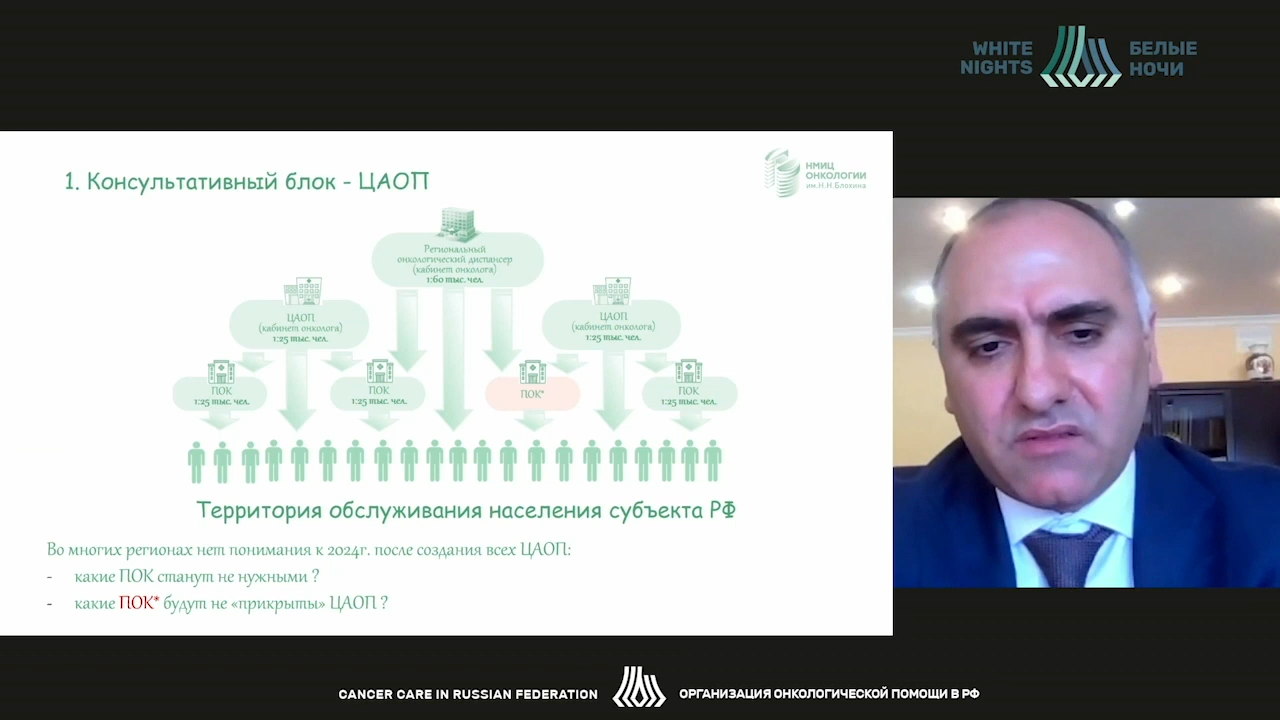 WHITE
NIGHTS
БЕЛЫЕ
НОЧИ
1. Консультативный блок - ЦАОП
НМИЦ
ОНКОЛОГИИ
им.Н.Н.Блохина
Региональный
онкологический диспансер
(кабинет онколога)
1:60 тыс. чел.
ЦАОП
(кабинет онколога)
1:25 тыс. чел.
ЦАОП
(кабинет онколога)
1:25 тыс. чел.
ПОК
1:25 тыс. чел.
ПОК
1:25 тыс. чел.
ПОК*
ПОК
1:25 тыс. чел.
Территория обслуживания населения субъекта РФ
Во многих регионах нет понимания к 2024г. после создания всех ЦАОП:
- какие ПОК станут не нужными ?
- какие ПОК* будут не «прикрыты» ЦАОП ?
CANCER CARE IN RUSSIAN FEDERATION
ОРГАНИЗАЦИЯ ОНКОЛОГИЧЕСКОЙ ПОМОЩИ В РФ